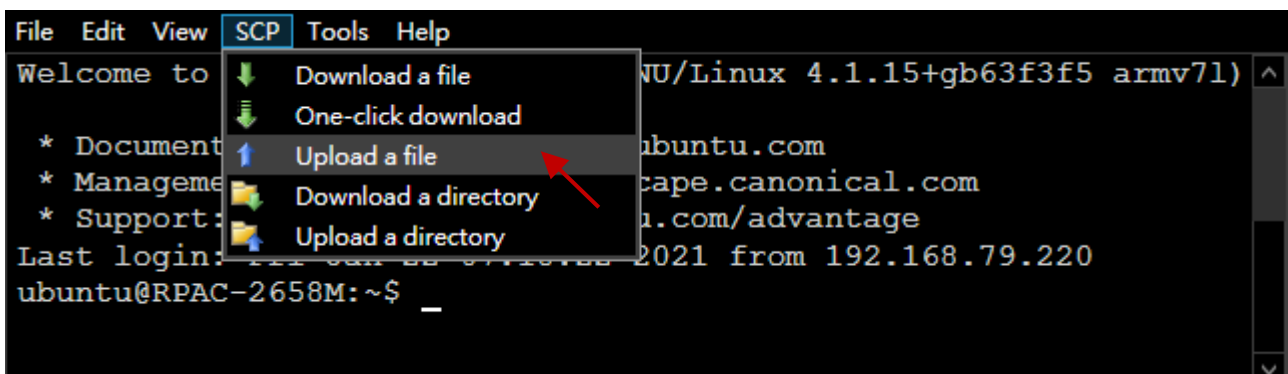 File Edit View SCP Tools Help
Welcome to NU/Linux 4.1.15+gb63f3f5 armv7l)
Download a file
One-click download
* Document ubuntu.com
Upload a file
* Manageme cape.canonical.com
Download a directory
* Support: u.com/advantage
Upload a directory
Last login: 2021 from 192.168.79.220
ubuntu@RPAC-2658M:~$ _